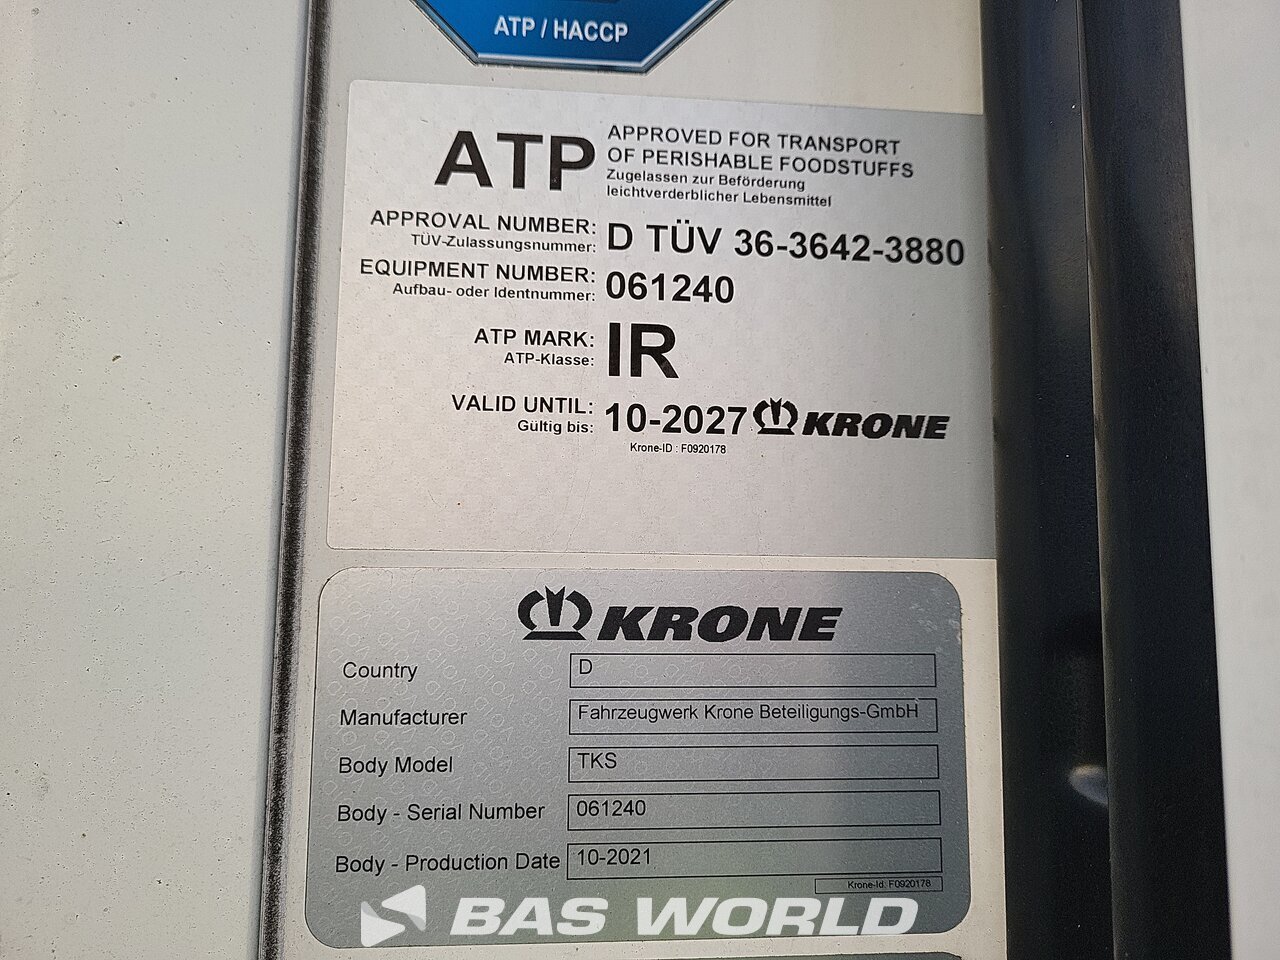 ATP / HACCP
ATP
APPROVED FOR TRANSPORT
OF PERISHABLE FOODSTUFFS
Zugelassen zur Beförderung
leichtverderblicher Lebensmittel
APPROVAL NUMBER: D TÜV 36-3642-3880
TÜV-Zulassungsnummer:
EQUIPMENT NUMBER: 061240
Aufbau- oder Identnummer:
ATP MARK: IR
ATP-Klasse:
VALID UNTIL: 10-2027 KRONE
Gültig bis:
Krone-ID : F0920178
KRONE
Country D
Manufacturer Fahrzeugwerk Krone Beteiligungs-GmbH
Body Model TKS
Body - Serial Number 061240
Body - Production Date 10-2021
Krone-Id: F0920178
BAS WORLD